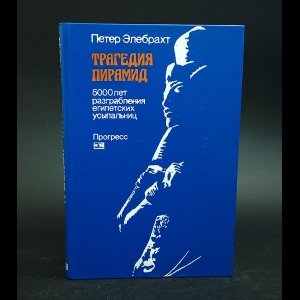 Петер Элебрахт
ТРАГЕДИЯ
ПИРАМИД
5000 лет
разграбления
египетских
усыпальниц
Прогресс